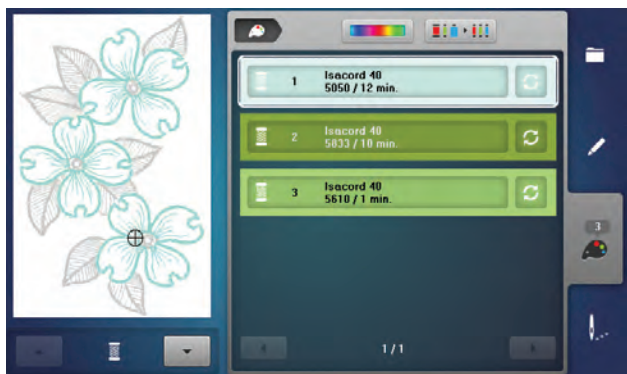 1
Isacord 40
5050 / 12 min.
2
Isacord 40
5833 / 10 min.
3
Isacord 40
5610 / 1 min.
3
1/1